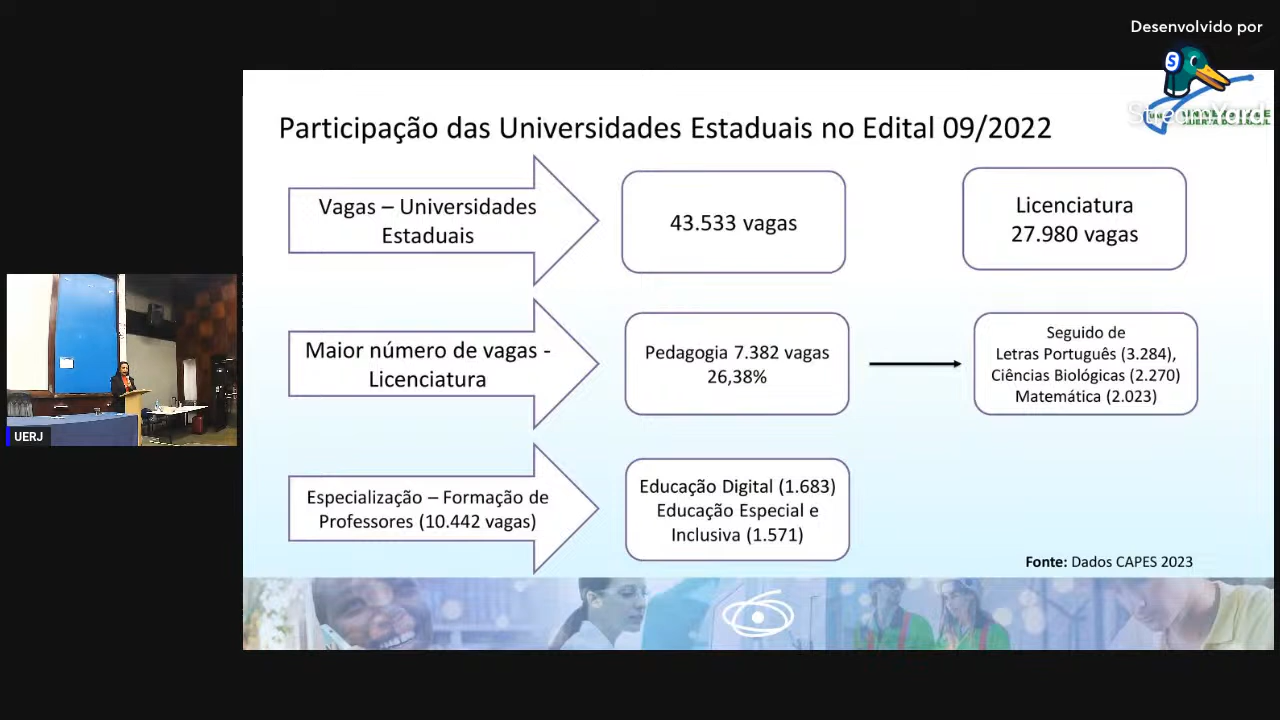 Desenvolvido por
StreamYard
Participação das Universidades Estaduais no Edital 09/2022
Vagas – Universidades
Estaduais
43.533 vagas
Licenciatura
27.980 vagas
Maior número de vagas -
Licenciatura
Pedagogia 7.382 vagas
26,38%
Seguido de
Letras Português (3.284),
Ciências Biológicas (2.270)
Matemática (2.023)
Especialização – Formação de
Professores (10.442 vagas)
Educação Digital (1.683)
Educação Especial e
Inclusiva (1.571)
Fonte: Dados CAPES 2023
UERJ